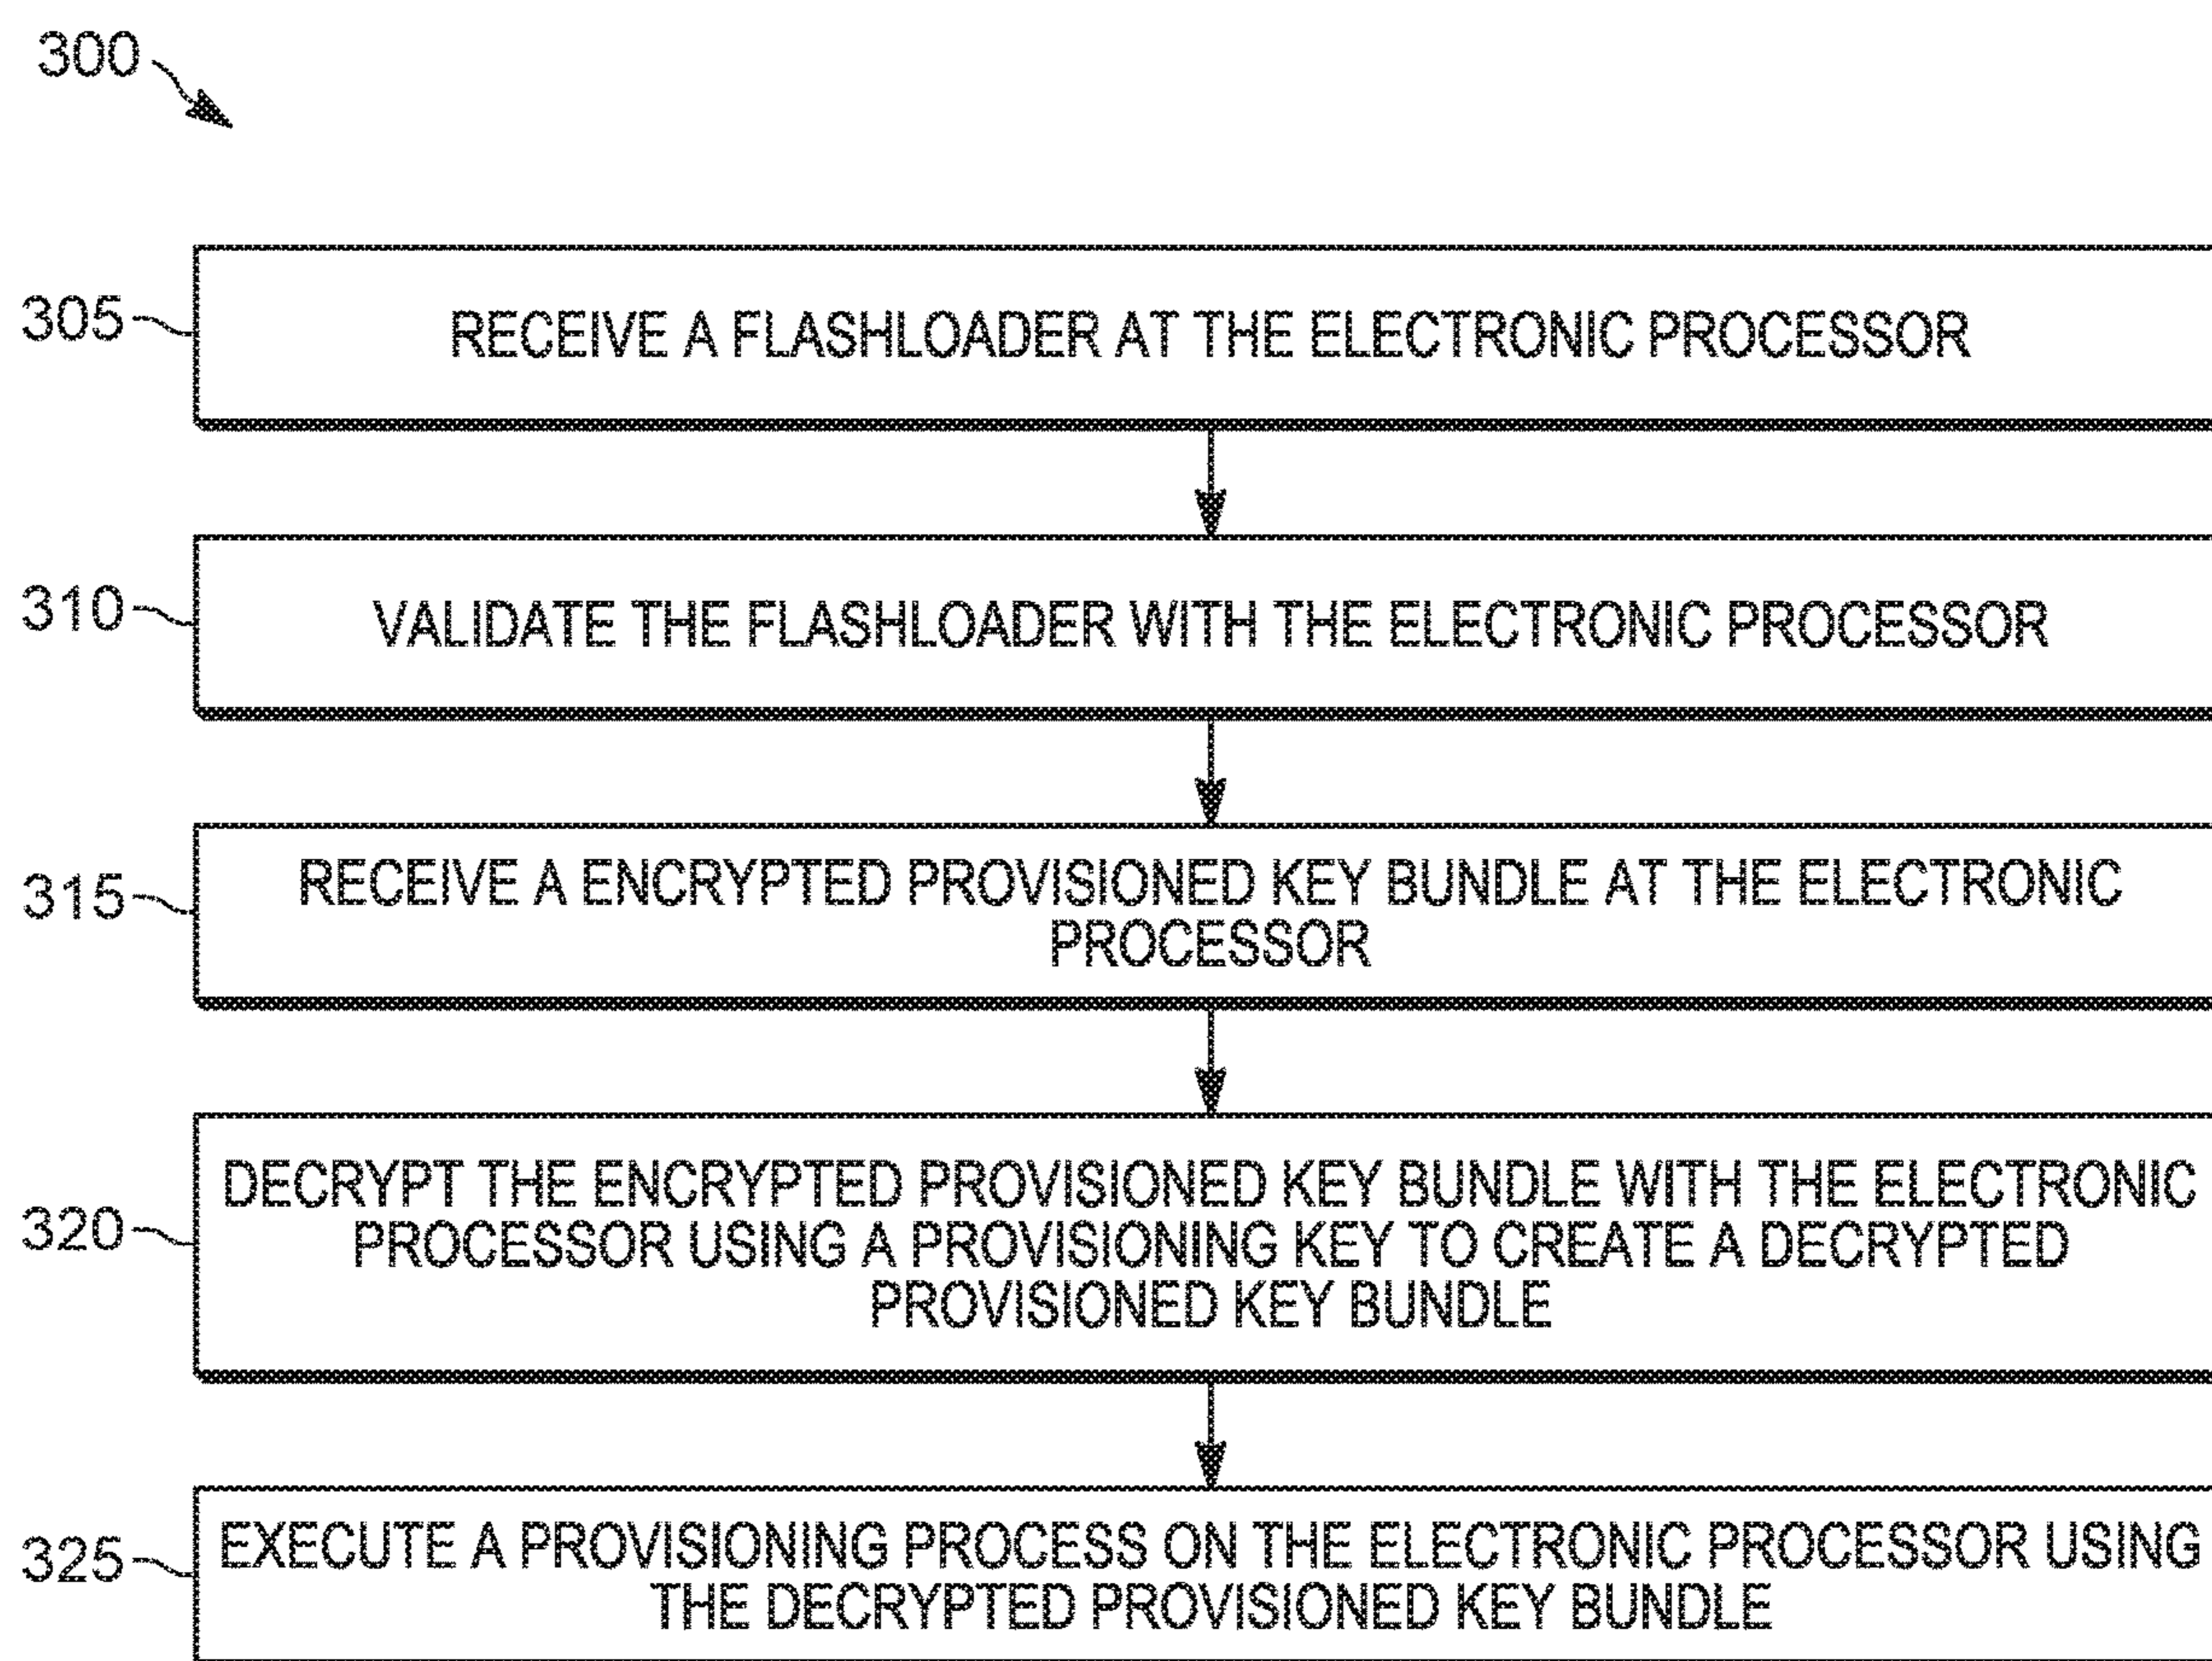 300
305
RECEIVE A FLASHLOADER AT THE ELECTRONIC PROCESSOR
310
VALIDATE THE FLASHLOADER WITH THE ELECTRONIC PROCESSOR
315
RECEIVE A ENCRYPTED PROVISIONED KEY BUNDLE AT THE ELECTRONIC
PROCESSOR
320
DECRYPT THE ENCRYPTED PROVISIONED KEY BUNDLE WITH THE ELECTRONIC
PROCESSOR USING A PROVISIONING KEY TO CREATE A DECRYPTED
PROVISIONED KEY BUNDLE
325
EXECUTE A PROVISIONING PROCESS ON THE ELECTRONIC PROCESSOR USING
THE DECRYPTED PROVISIONED KEY BUNDLE